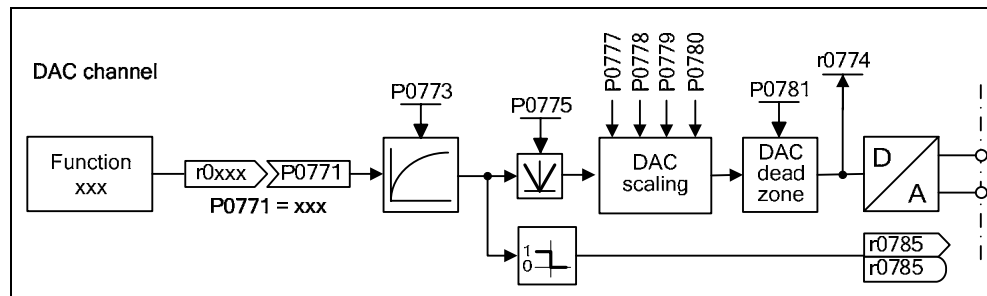 DAC channel
P0777
P0778
P0779
P0780
r0774
P0773
P0775
P0781
Function
xxx
r0xxx
P0771
P0771 = xxx
DAC
scaling
DAC
dead
zone
D
A
1
0
r0785
r0785